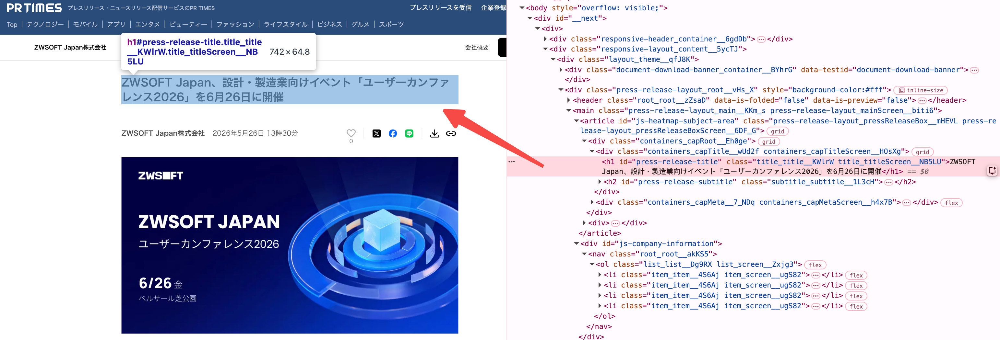 PR TIMES プレスリリース・ニュースリリース配信サービスのPR TIMES
プレスリリースを受信 企業登録
Top テクノロジー モバイル アプリ エンタメ ビューティー ファッション ライフスタイル ビジネス グルメ スポーツ
ZWSOFT Japan株式会社
会社概要
h1#press-release-title.title_title
__KWlrW.title_titleScreen__NB
5LU
742 × 64.8
ZWSOFT Japan、設計・製造業向けイベント「ユーザーカンファ
レンス2026」を6月26日に開催
ZWSOFT Japan株式会社 2026年5月26日 13時30分
0
ZWSOFT
ZWSOFT JAPAN
ユーザーカンファレンス2026
6/26 金
ベルサール芝公園
<body style="overflow: visible;">
<div id="__next">
<div>
<div class="responsive-header_container__6gdDb">…</div>
<div class="responsive-layout_content__5ycTJ">
<div class="layout_theme__qfJ8K">
<div class="document-download-banner_container__BYhrG" data-testid="document-download-banner">…
</div>
<div class="press-release-layout_root__vHs_X" style="background-color:#fff"> inline-size
<header class="root_root__zZsaD" data-is-folded="false" data-is-preview="false">…</header>
<main class="press-release-layout_main__KKm_s press-release-layout_mainScreen__biti6">
<article id="js-heatmap-subject-area" class="press-release-layout_pressReleaseBox__mHEVL press-re
lease-layout_pressReleaseBoxScreen__6DF_G"> grid
<div class="containers_capRoot__Eh0ge"> grid
<div class="containers_capTitle__wUd2f containers_capTitleScreen__HOsXg"> grid
… <h1 id="press-release-title" class="title_title__KWlrW title_titleScreen__NB5LU">ZWSOFT
Japan、設計・製造業向けイベント「ユーザーカンファレンス2026」を6月26日に開催</h1> == $0
<h2 id="press-release-subtitle" class="subtitle_subtitle__1L3cH">…</h2>
</div>
<div class="containers_capMeta__7_NDq containers_capMetaScreen__h4x7B">…</div> flex
</div>
<div>…</div>
</article>
<div id="js-company-information">
<nav class="root_root__akKS5">
<ol class="list_list__Dg9RX list_screen__Zxjg3"> flex
<li class="item_item__4S6Aj item_screen__ugS82">…</li> flex
<li class="item_item__4S6Aj item_screen__ugS82">…</li> flex
<li class="item_item__4S6Aj item_screen__ugS82">…</li> flex
<li class="item_item__4S6Aj item_screen__ugS82">…</li> flex
</ol>
</nav>
</div>